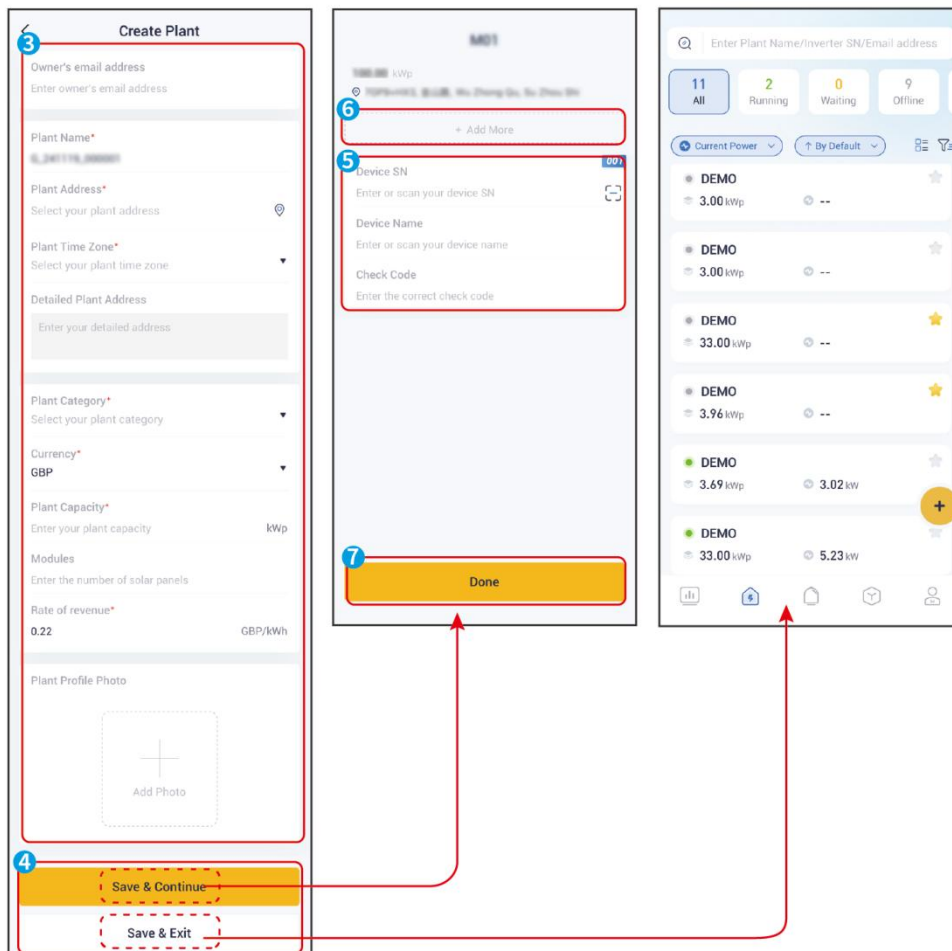 3
Create Plant
Owner's email address
Enter owner's email address
Plant Name*
Plant Address*
Select your plant address
Plant Time Zone*
Select your plant time zone
Detailed Plant Address
Enter your detailed address
Plant Category*
Select your plant category
Currency*
GBP
Plant Capacity*
Enter your plant capacity kWp
Modules
Enter the number of solar panels
Rate of revenue*
0.22 GBP/kWh
Plant Profile Photo
Add Photo
4
Save & Continue
Save & Exit
M01
100.00 kWp
6
+ Add More
5
001
Device SN
Enter or scan your device SN
Device Name
Enter or scan your device name
Check Code
Enter the correct check code
7
Done
Enter Plant Name/Inverter SN/Email address
11 2 0 9
All Running Waiting Offline
Current Power ↑ By Default
DEMO
3.00 kWp --
DEMO
3.00 kWp --
DEMO
33.00 kWp --
DEMO
3.96 kWp --
DEMO
3.69 kWp 3.02 kW
+
DEMO
33.00 kWp 5.23 kW